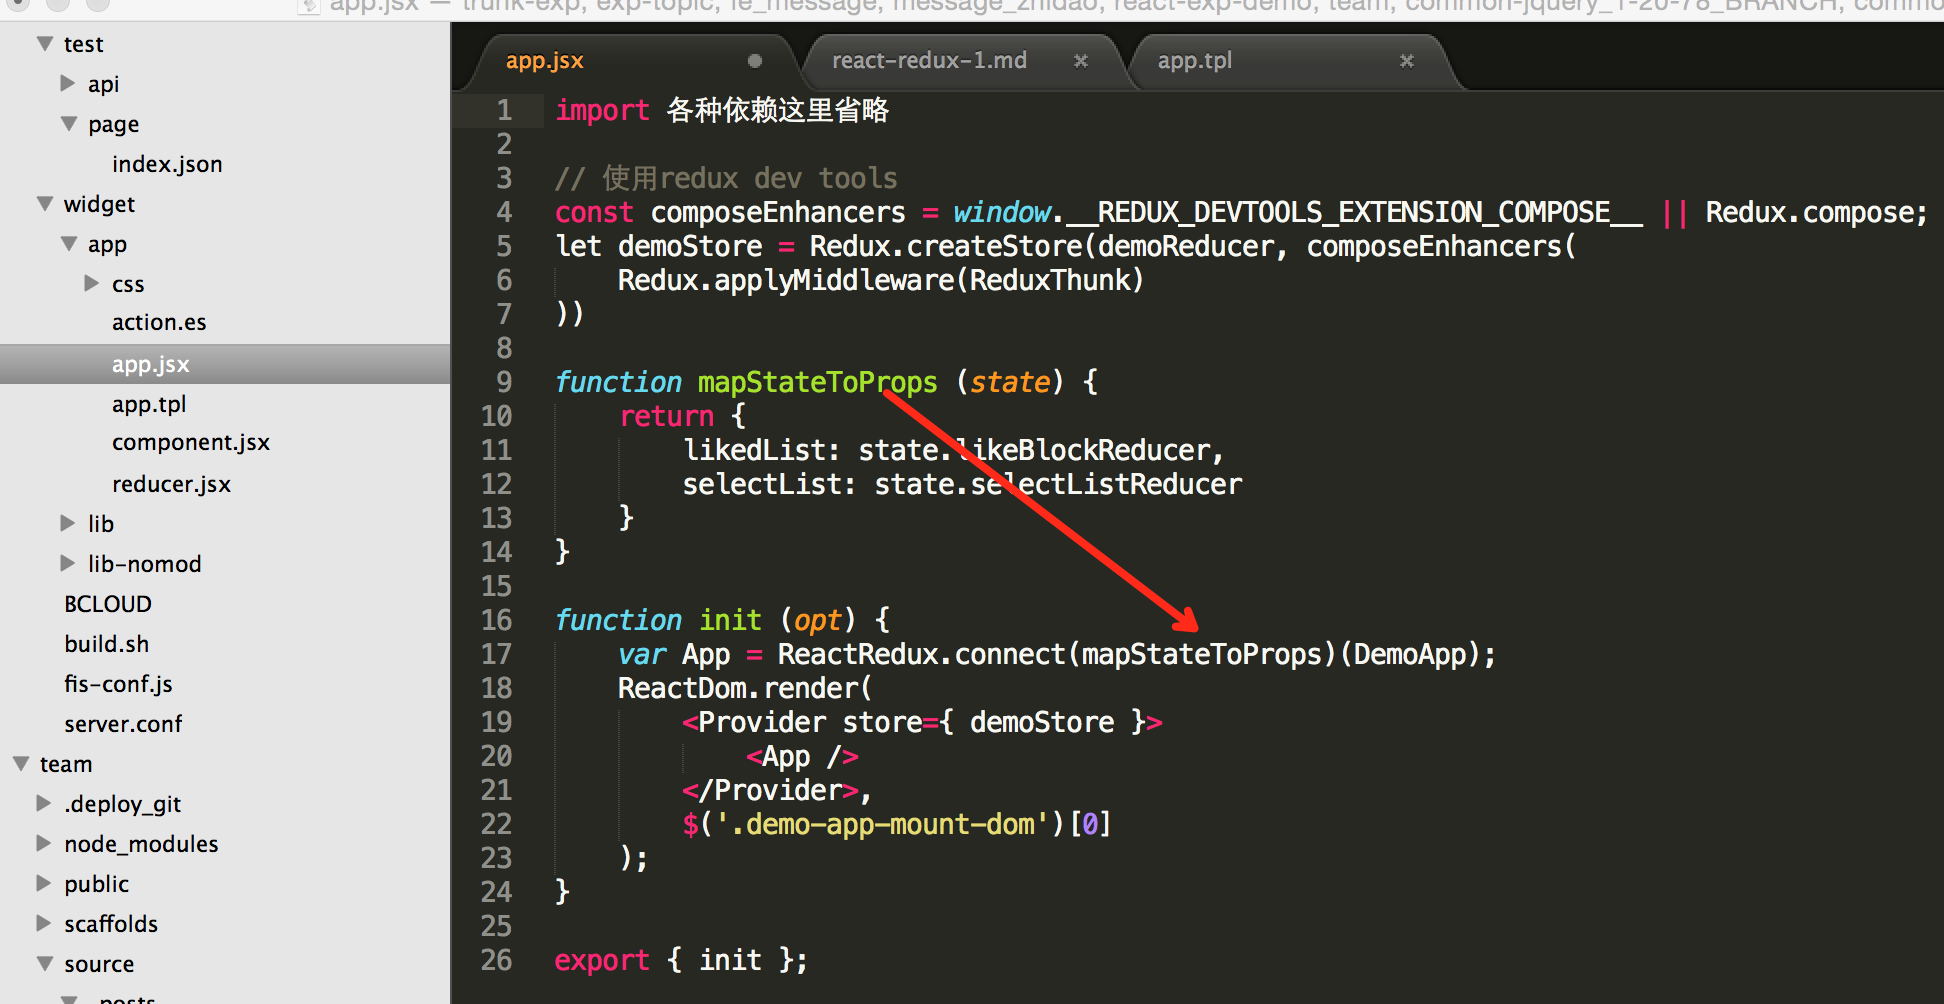 app.jsx — trunk-exp, exp-topic, fe_message, message_zhidao, react-exp-demo, team, common-jquery_1-20-78_BRANCH,
test
api
page
index.json
widget
app
css
action.es
app.jsx
app.tpl
component.jsx
reducer.jsx
lib
lib-nomod
BCLOUD
build.sh
fis-conf.js
server.conf
team
.deploy_git
node_modules
public
scaffolds
source
posts
app.jsx
react-redux-1.md
app.tpl
1 import 各种依赖这里省略
2
3 // 使用redux dev tools
4 const composeEnhancers = window.__REDUX_DEVTOOLS_EXTENSION_COMPOSE__ || Redux.compose;
5 let demoStore = Redux.createStore(demoReducer, composeEnhancers(
6 Redux.applyMiddleware(ReduxThunk)
7 ))
8
9 function mapStateToProps (state) {
10 return {
11 likedList: state.likeBlockReducer,
12 selectList: state.selectListReducer
13 }
14 }
15
16 function init (opt) {
17 var App = ReactRedux.connect(mapStateToProps)(DemoApp);
18 ReactDom.render(
19 <Provider store={ demoStore }>
20 <App />
21 </Provider>,
22 $('.demo-app-mount-dom')[0]
23 );
24 }
25
26 export { init };